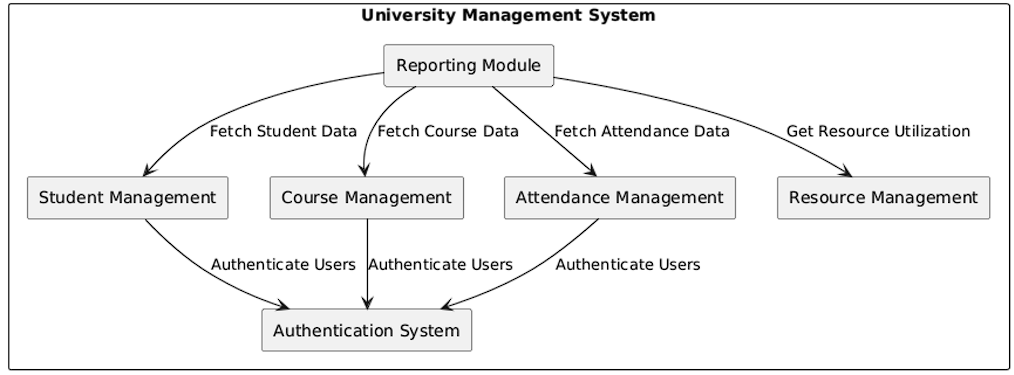 University Management System
Reporting Module
Fetch Student Data
Fetch Course Data
Fetch Attendance Data
Get Resource Utilization
Student Management
Course Management
Attendance Management
Resource Management
Authenticate Users
Authenticate Users
Authenticate Users
Authentication System